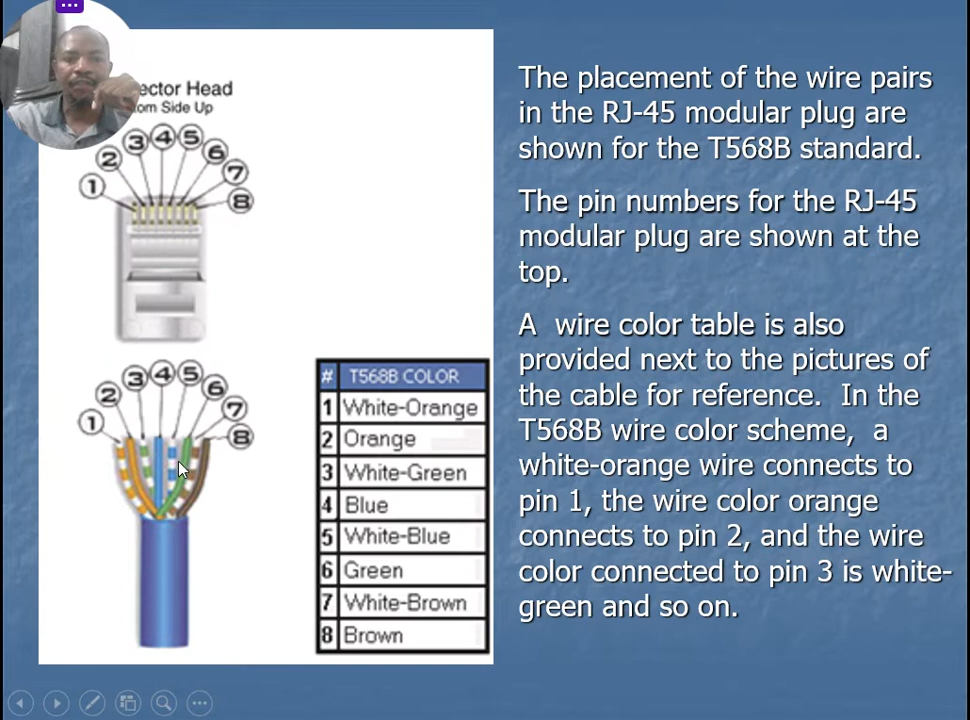 ector Head
om Side Up
1 2 3 4 5 6 7 8
The placement of the wire pairs
in the RJ-45 modular plug are
shown for the T568B standard.
The pin numbers for the RJ-45
modular plug are shown at the
top.
A wire color table is also
provided next to the pictures of
the cable for reference. In the
T568B wire color scheme, a
white-orange wire connects to
pin 1, the wire color orange
connects to pin 2, and the wire
color connected to pin 3 is white-
green and so on.
1 2 3 4 5 6 7 8
# T568B COLOR
1 White-Orange
2 Orange
3 White-Green
4 Blue
5 White-Blue
6 Green
7 White-Brown
8 Brown